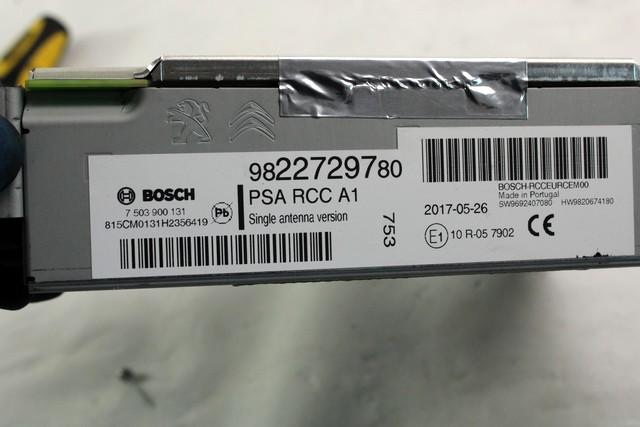 9822729780
BOSCH
PSA RCC A1
7 503 900 131
Pb
815CM0131H2356419
Single antenna version
753
BOSCH-RCCEURCEM00
Made in Portugal
2017-05-26
SW9692407080 HW9820674180
E1 10 R-05 7902 CE